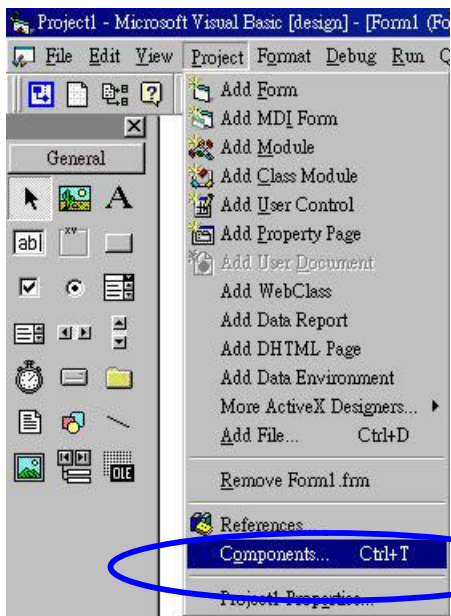 Project1 - Microsoft Visual Basic [design] - [Form1 (Fo
File Edit View Project Format Debug Run
General
A
ab|
xv
OLE
Add Form
Add MDI Form
Add Module
Add Class Module
Add User Control
Add Property Page
Add User Document
Add WebClass
Add Data Report
Add DHTML Page
Add Data Environment
More ActiveX Designers...
Add File... Ctrl+D
Remove Form1.frm
References...
Components... Ctrl+T
Project1 Properties...